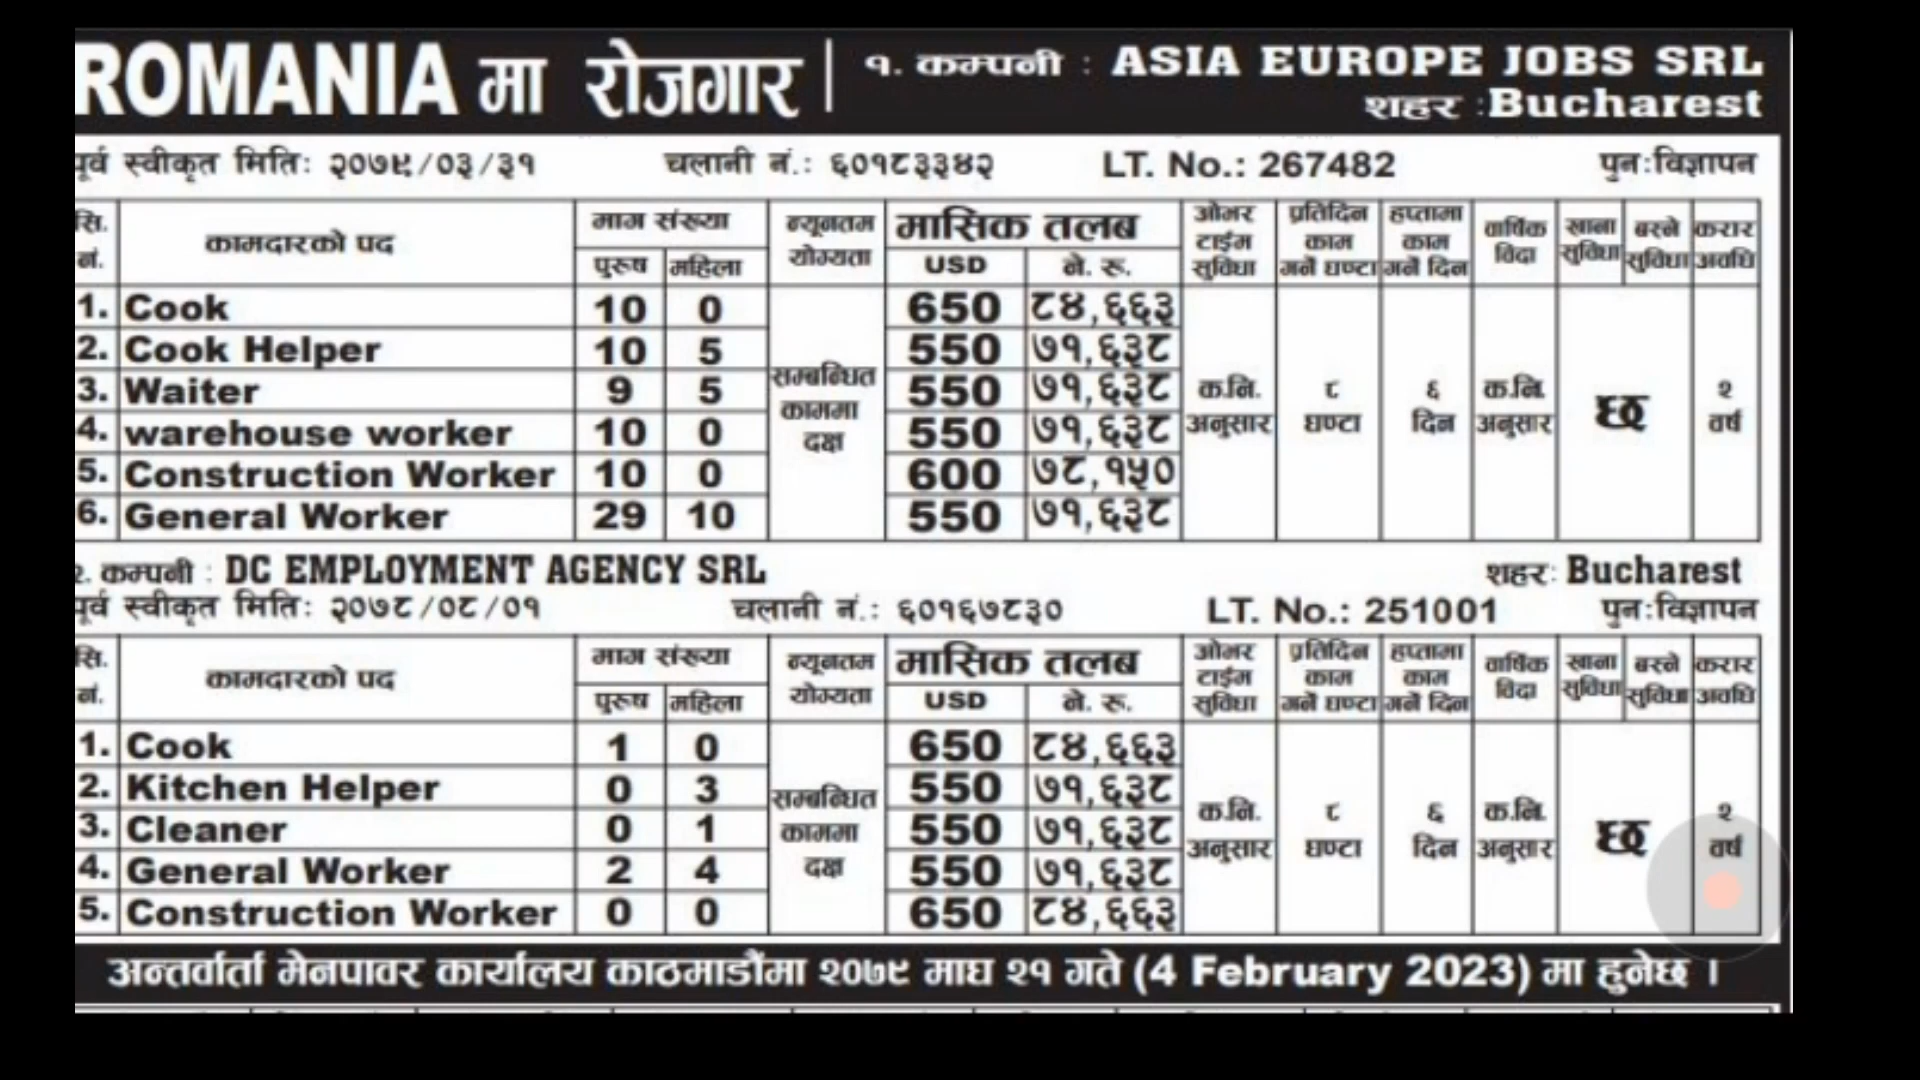 ROMANIA मा रोजगार
१. कम्पनी : ASIA EUROPE JOBS SRL
शहर :Bucharest
पूर्व स्वीकृत मितिः २०७९/०३/३१ चलानी नं.: ६०१८३३४२ LT. No.: 267482 पुनःविज्ञापन
सि. नं. कामदारको पद माग संख्या पुरुष महिला न्यूनतम योग्यता मासिक तलब USD ने. रू. ओभर टाईम सुविधा प्रतिदिन काम गर्ने घण्टा हप्तामा काम गर्ने दिन वार्षिक विदा खाना सुविधा बस्ने सुविधा करार अवधि
1. Cook 10 0 650 ८४,६६३
2. Cook Helper 10 5 550 ७१,६३८
3. Waiter 9 5 550 ७१,६३८
4. warehouse worker 10 0 550 ७१,६३८
5. Construction Worker 10 0 600 ७८,१५०
6. General Worker 29 10 550 ७१,६३८
सम्बन्धित काममा दक्ष क.नि. अनुसार ८ घण्टा ६ दिन क.नि. अनुसार छ २ वर्ष
२. कम्पनी : DC EMPLOYMENT AGENCY SRL शहरः Bucharest
पूर्व स्वीकृत मितिः २०७८/०८/०१ चलानी नं.: ६०१६७८३० LT. No.: 251001 पुनःविज्ञापन
सि. नं. कामदारको पद माग संख्या पुरुष महिला न्यूनतम योग्यता मासिक तलब USD ने. रू. ओभर टाईम सुविधा प्रतिदिन काम गर्ने घण्टा हप्तामा काम गर्ने दिन वार्षिक विदा खाना सुविधा बस्ने सुविधा करार अवधि
1. Cook 1 0 650 ८४,६६३
2. Kitchen Helper 0 3 550 ७१,६३८
3. Cleaner 0 1 550 ७१,६३८
4. General Worker 2 4 550 ७१,६३८
5. Construction Worker 0 0 650 ८४,६६३
सम्बन्धित काममा दक्ष क.नि. अनुसार ८ घण्टा ६ दिन क.नि. अनुसार छ २ वर्ष
अन्तर्वार्ता मेनपावर कार्यालय काठमाडौंमा २०७९ माघ २१ गते (4 February 2023) मा हुनेछ ।